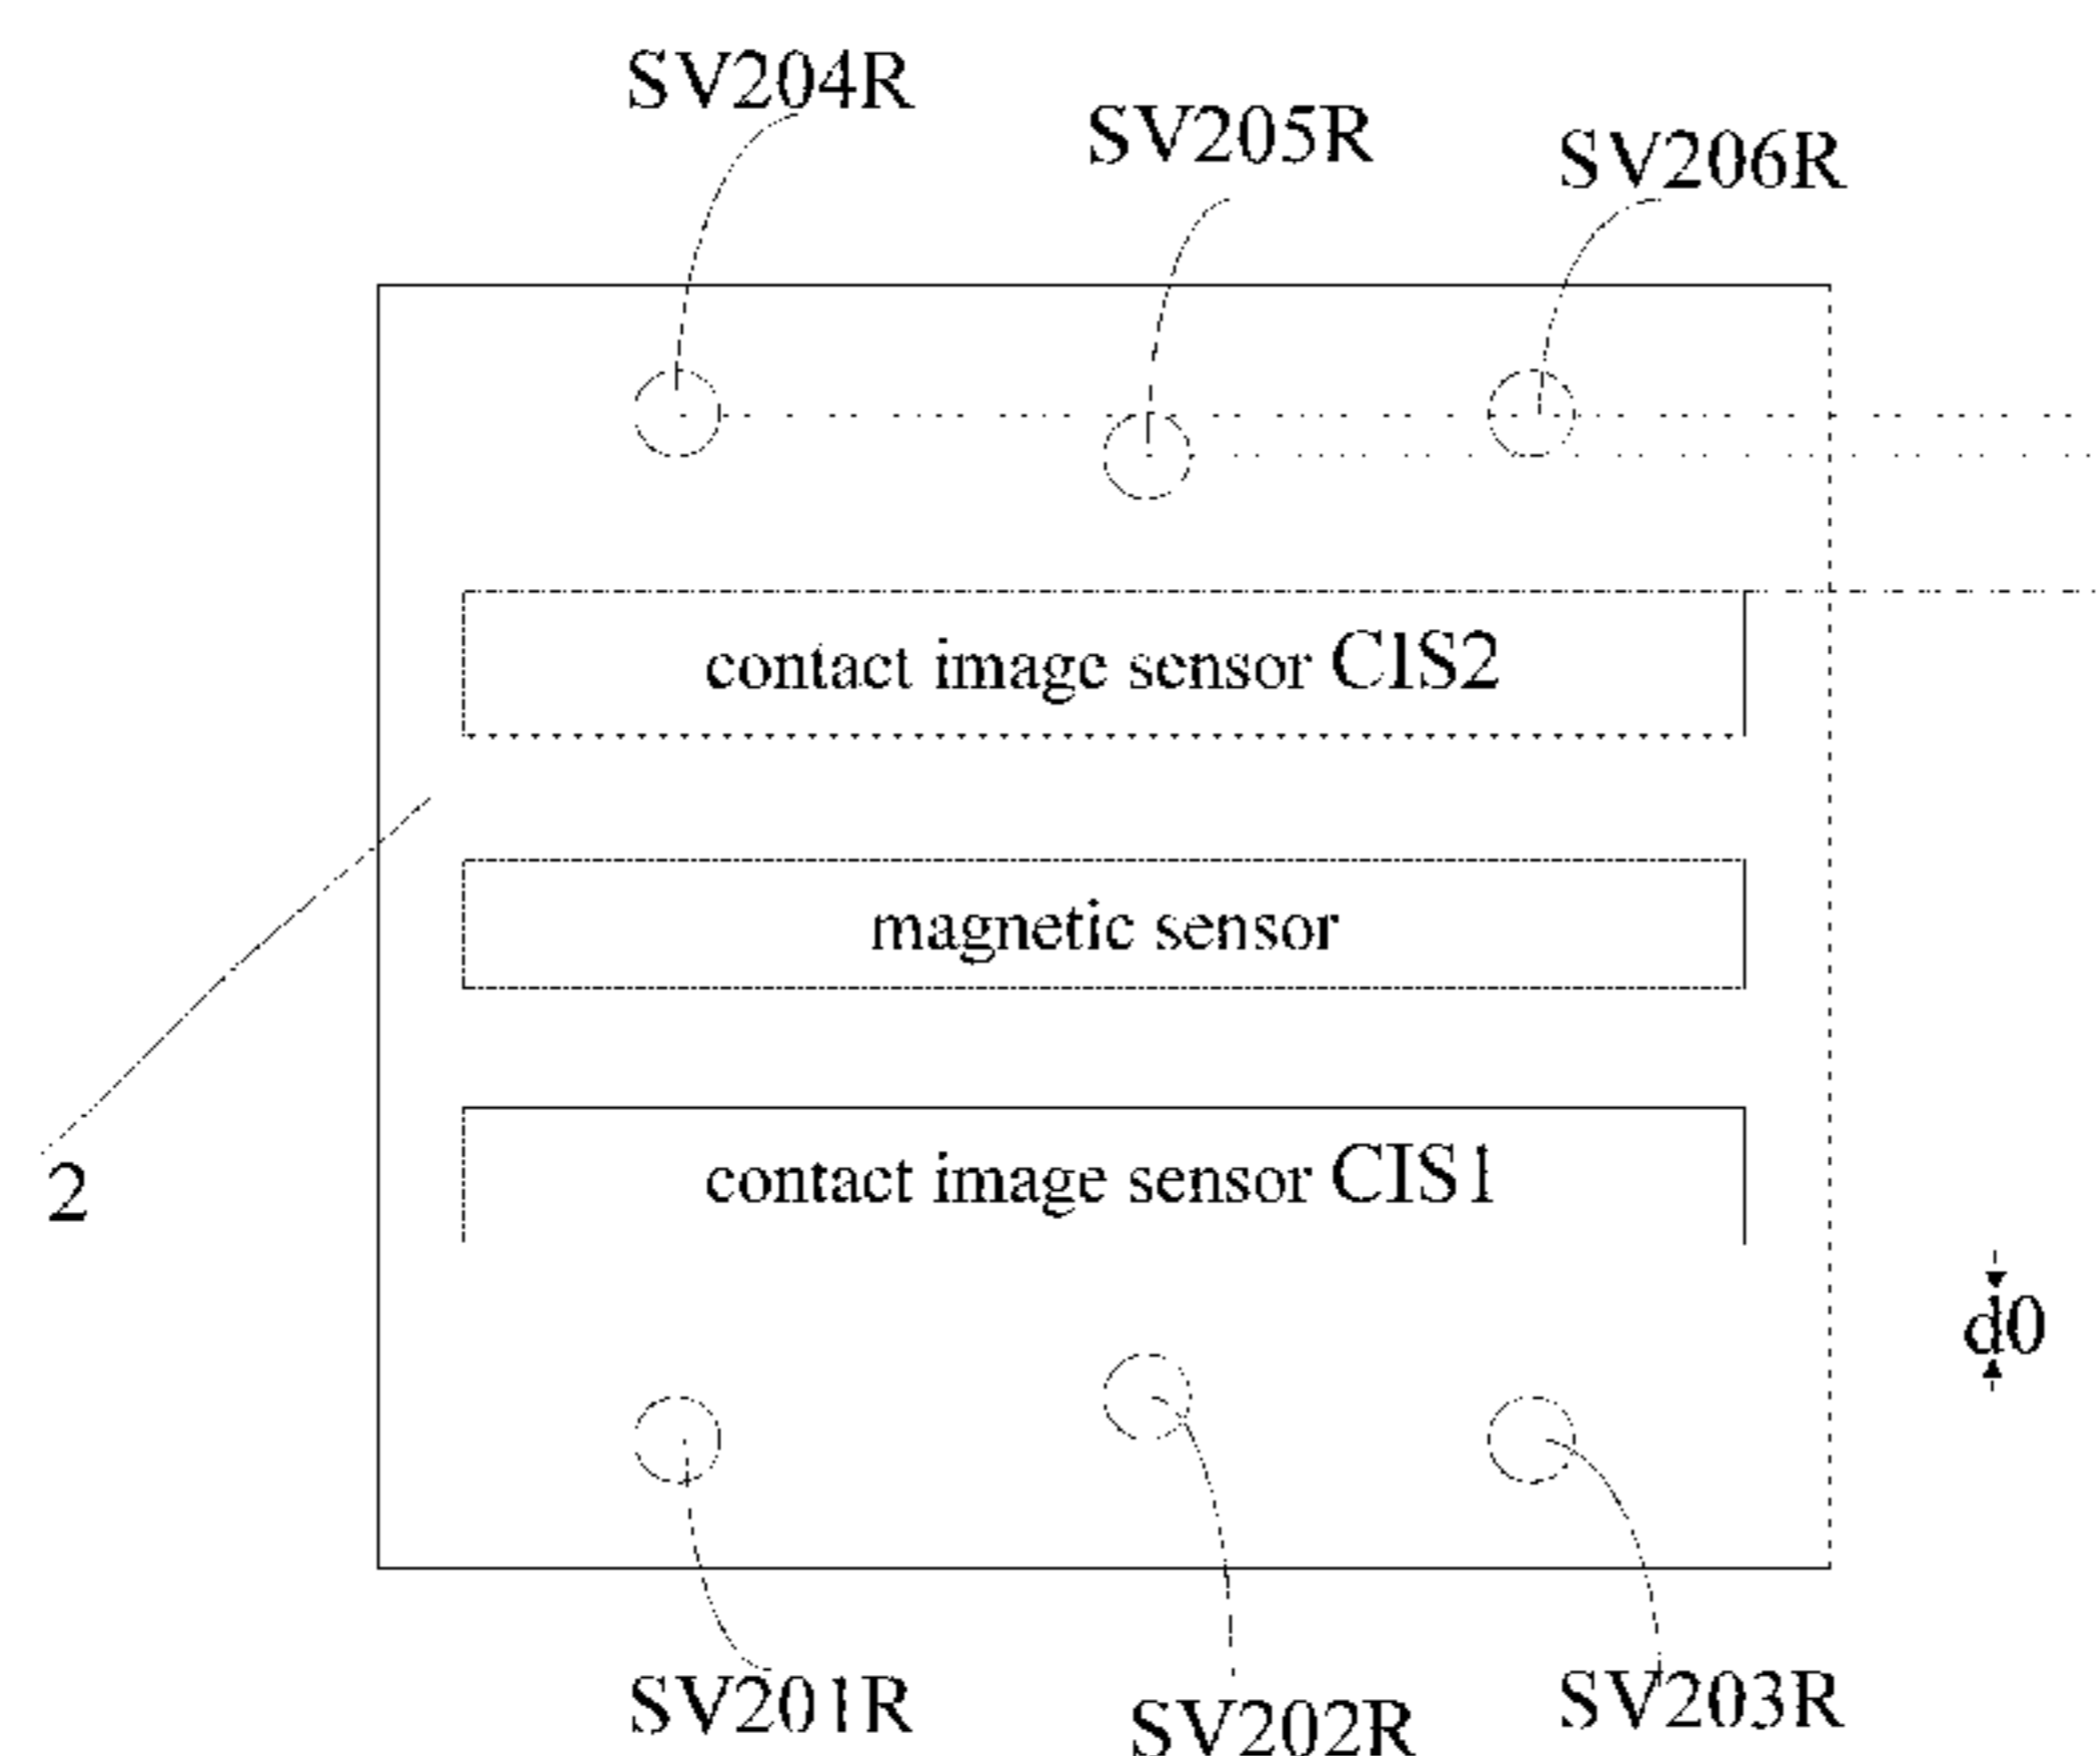 SV204R
SV205R
SV206R
contact image sensor CIS2
magnetic sensor
contact image sensor CIS1
2
d0
SV201R
SV202R
SV203R